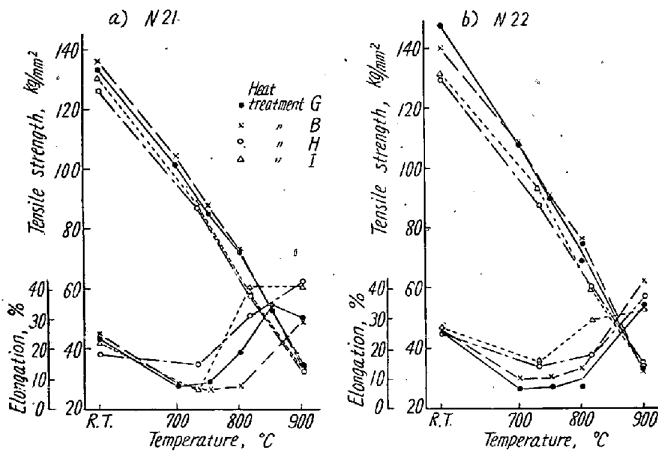 a) N 21
b) N 22
Tensile strength, kg/mm²
140
120
100
80
60
40
20
Elongation, %
40
30
20
10
0
Heat
treatment G
〃 B
〃 H
〃 I
R.T.
700
800
900
Temperature, °C
Tensile strength, kg/mm²
140
120
100
80
60
40
20
Elongation, %
40
30
20
10
0
R.T.
700
800
900
Temperature, °C